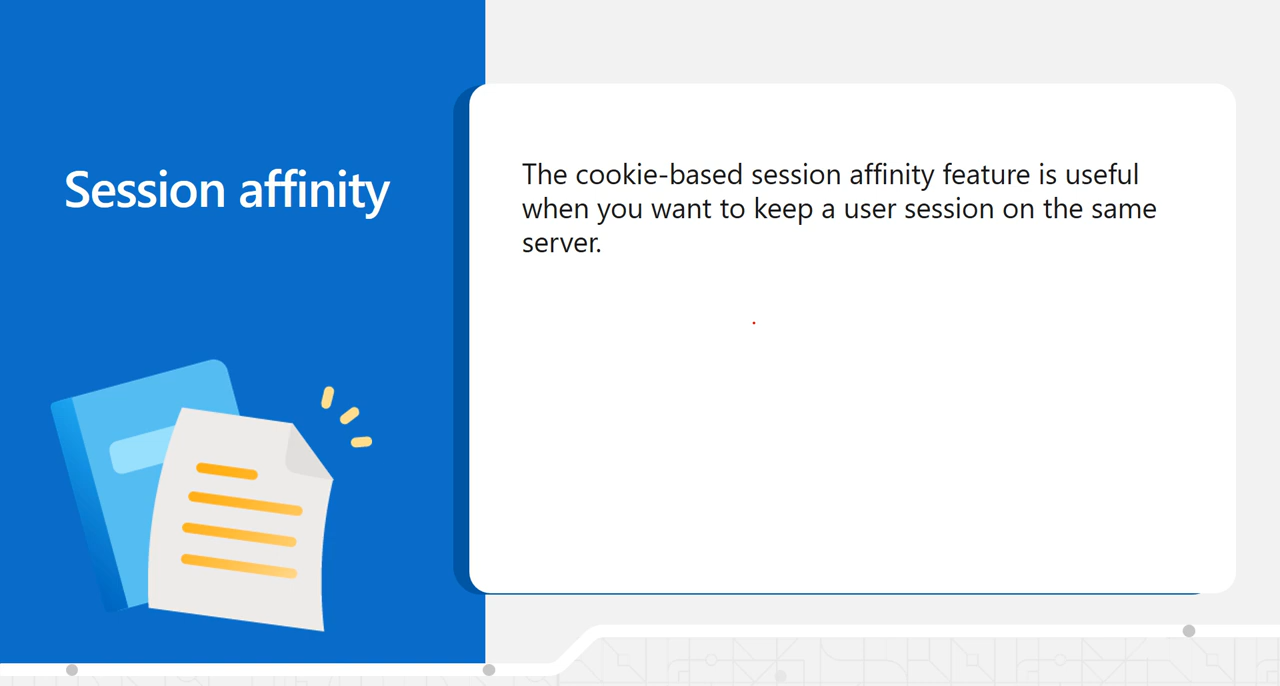 Session affinity
The cookie-based session affinity feature is useful
when you want to keep a user session on the same
server.